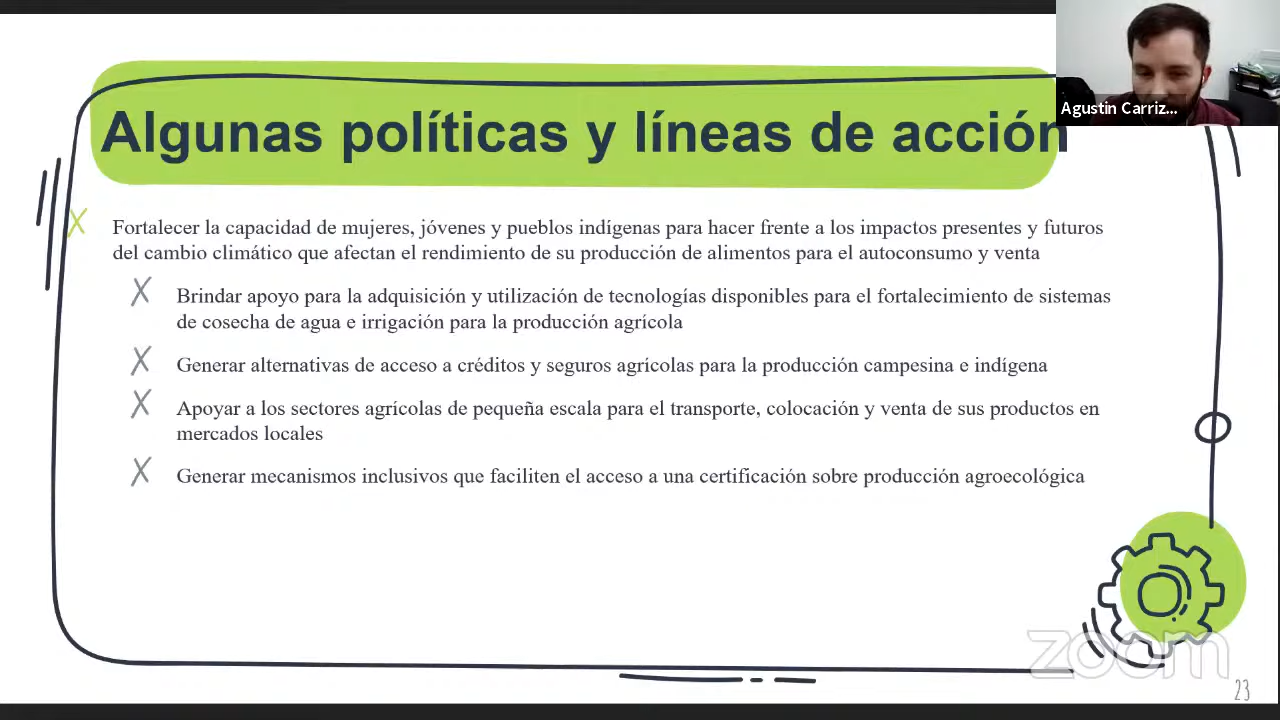 Algunas políticas y líneas de acción
Agustín Carriz...
Fortalecer la capacidad de mujeres, jóvenes y pueblos indígenas para hacer frente a los impactos presentes y futuros
del cambio climático que afectan el rendimiento de su producción de alimentos para el autoconsumo y venta
Brindar apoyo para la adquisición y utilización de tecnologías disponibles para el fortalecimiento de sistemas
de cosecha de agua e irrigación para la producción agrícola
Generar alternativas de acceso a créditos y seguros agrícolas para la producción campesina e indígena
Apoyar a los sectores agrícolas de pequeña escala para el transporte, colocación y venta de sus productos en
mercados locales
Generar mecanismos inclusivos que faciliten el acceso a una certificación sobre producción agroecológica
zoom
23